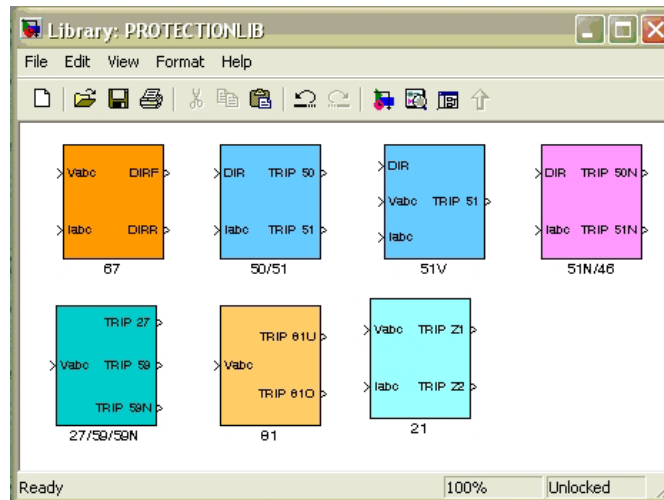 Library: PROTECTIONLIB
File Edit View Format Help
Vabc DIRF
Iabc DIRR
67
DIR TRIP 50
Iabc TRIP 51
50/51
DIR
Vabc TRIP 51
Iabc
51V
DIR TRIP 50N
Iabc TRIP 51N
51N/46
TRIP 27
Vabc TRIP 59
TRIP 59N
27/59/59N
TRIP 81U
Vabc
TRIP 81O
81
Vabc TRIP Z1
Iabc TRIP Z2
21
Ready 100% Unlocked